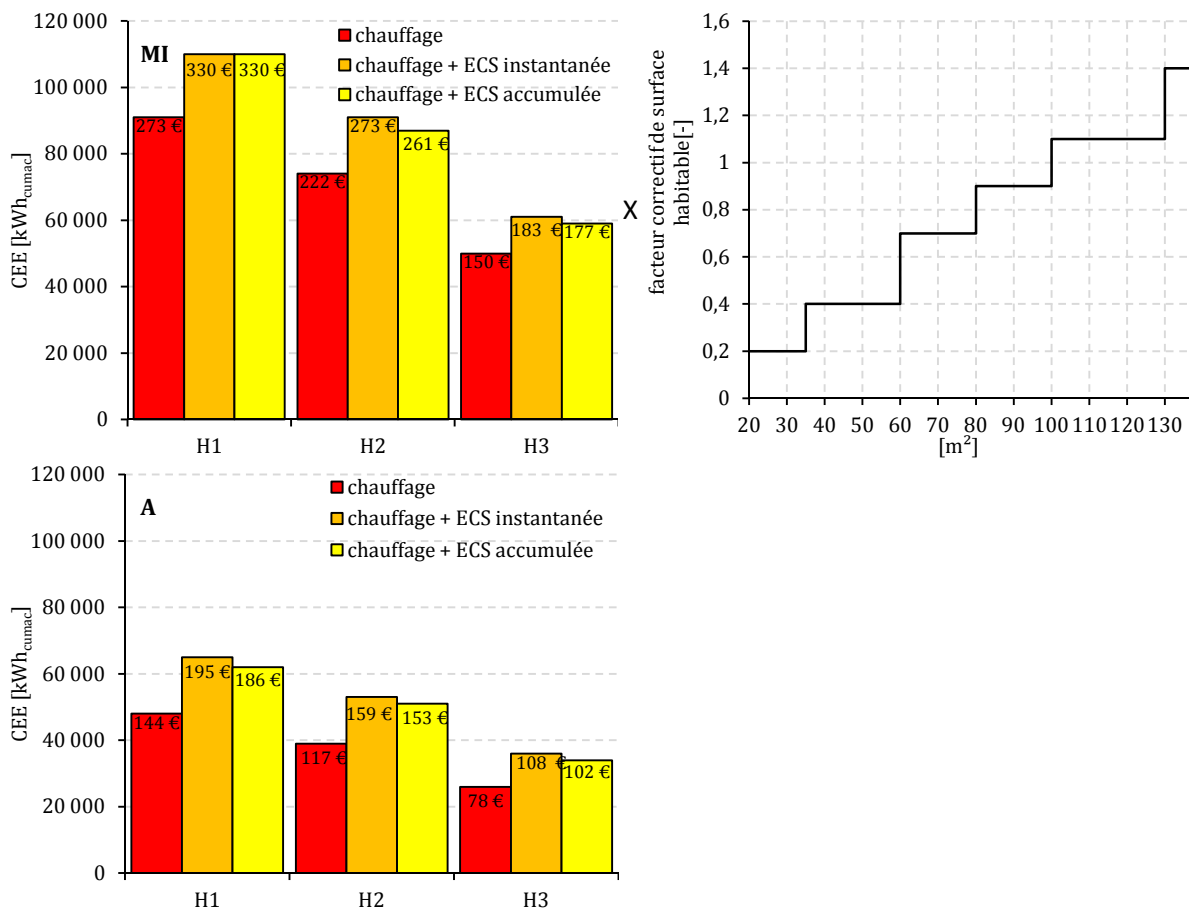 120 000
100 000
80 000
60 000
40 000
20 000
0
CEE [kWhcumac]
MI
chauffage
chauffage + ECS instantanée
chauffage + ECS accumulée
273 €
330 €
330 €
222 €
273 €
261 €
150 €
183 €
177 €
H1
H2
H3
X
1,6
1,4
1,2
1
0,8
0,6
0,4
0,2
0
facteur correctif de surface
habitable[-]
20 30 40 50 60 70 80 90 100 110 120 130
[m²]
120 000
100 000
80 000
60 000
40 000
20 000
0
CEE [kWhcumac]
A
chauffage
chauffage + ECS instantanée
chauffage + ECS accumulée
144 €
195 €
186 €
117 €
159 €
153 €
78 €
108 €
102 €
H1
H2
H3